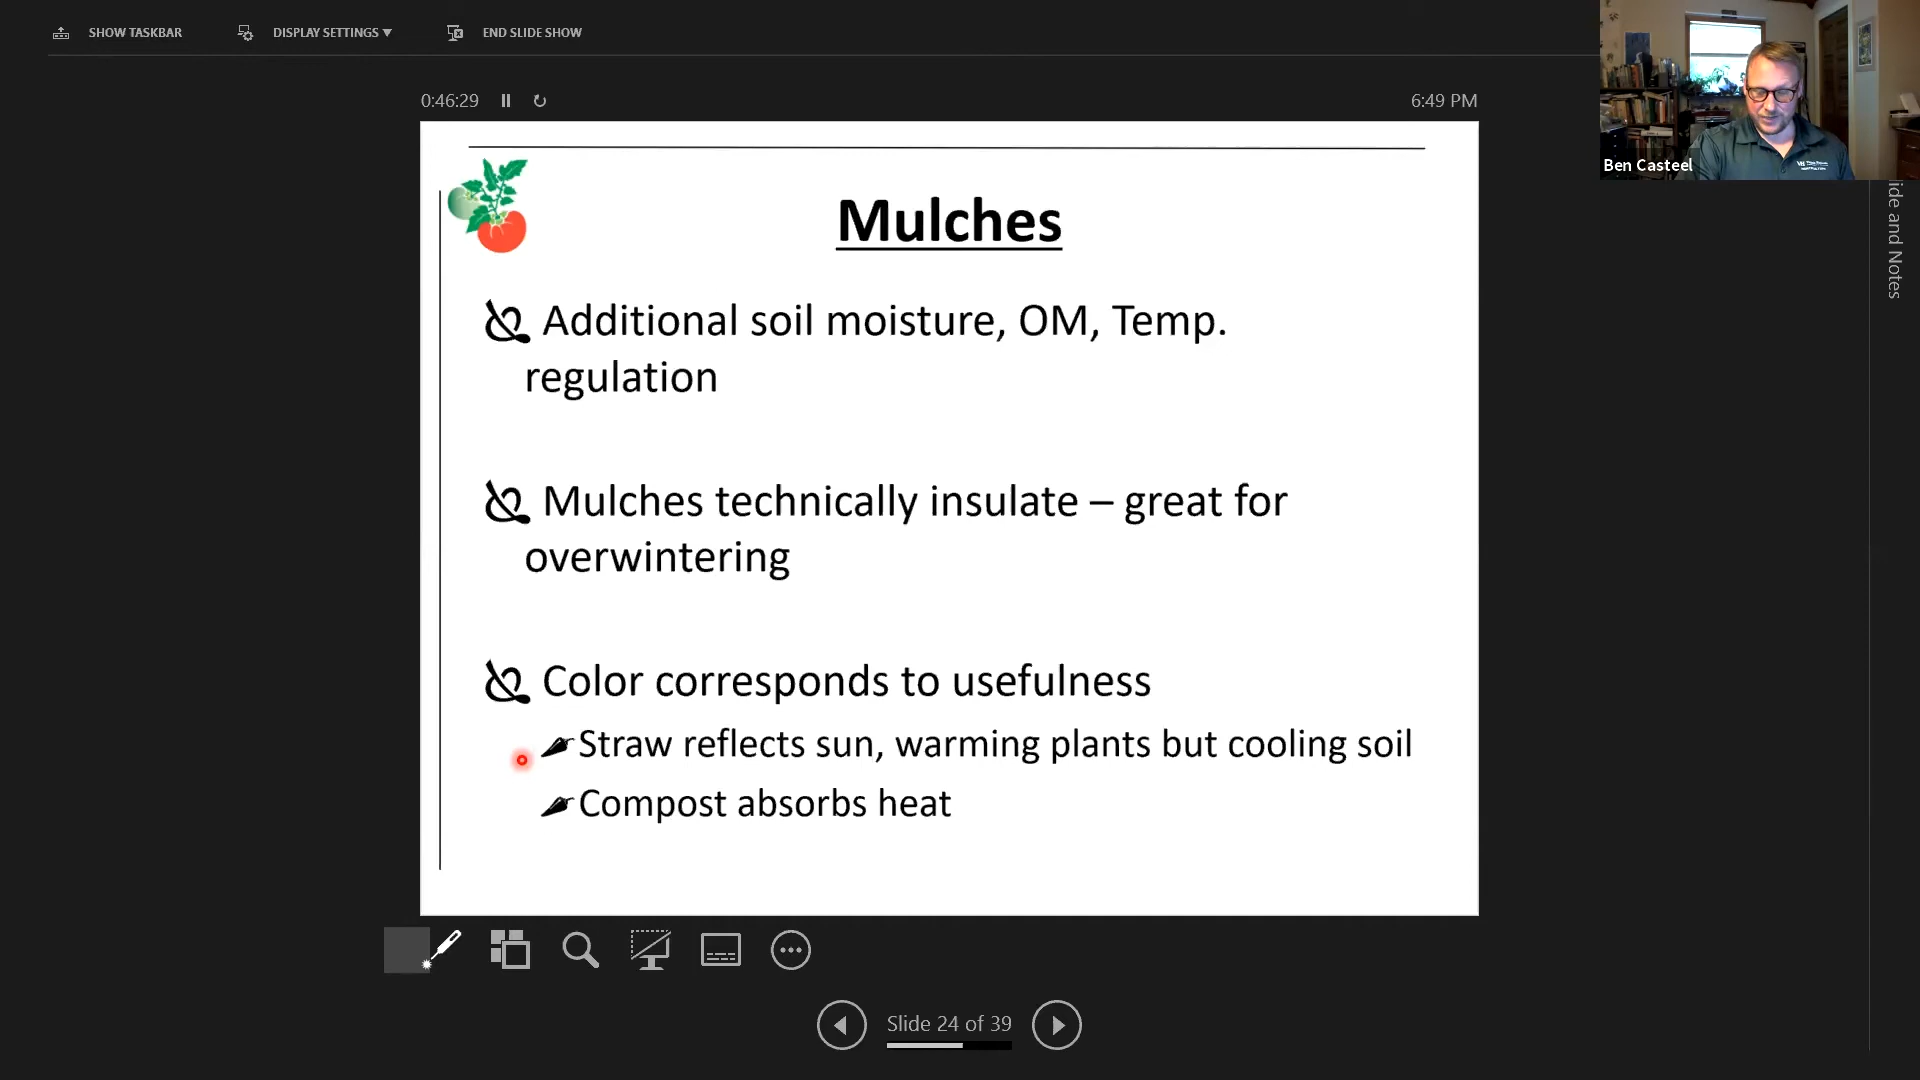 SHOW TASKBAR
DISPLAY SETTINGS ▼
END SLIDE SHOW
0:46:29
6:49 PM
Ben Casteel
Mulches
Additional soil moisture, OM, Temp.
regulation
Mulches technically insulate – great for
overwintering
Color corresponds to usefulness
Straw reflects sun, warming plants but cooling soil
Compost absorbs heat
and Notes
Slide 24 of 39